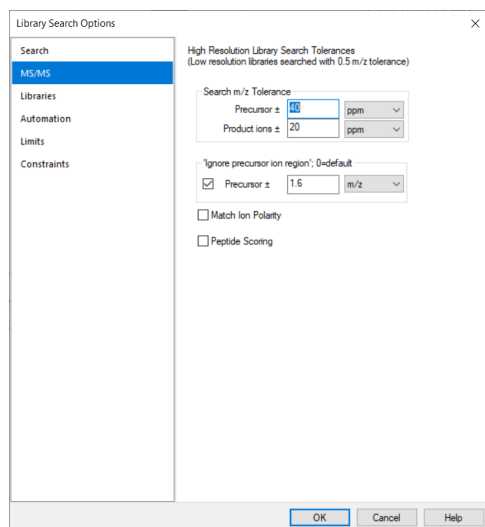 Library Search Options
Search
MS/MS
Libraries
Automation
Limits
Constraints
High Resolution Library Search Tolerances
(Low resolution libraries searched with 0.5 m/z tolerance)
Search m/z Tolerance
Precursor ± 40 ppm
Product ions ± 20 ppm
'Ignore precursor ion region'; 0=default
Precursor ± 1.6 m/z
Match Ion Polarity
Peptide Scoring
OK Cancel Help